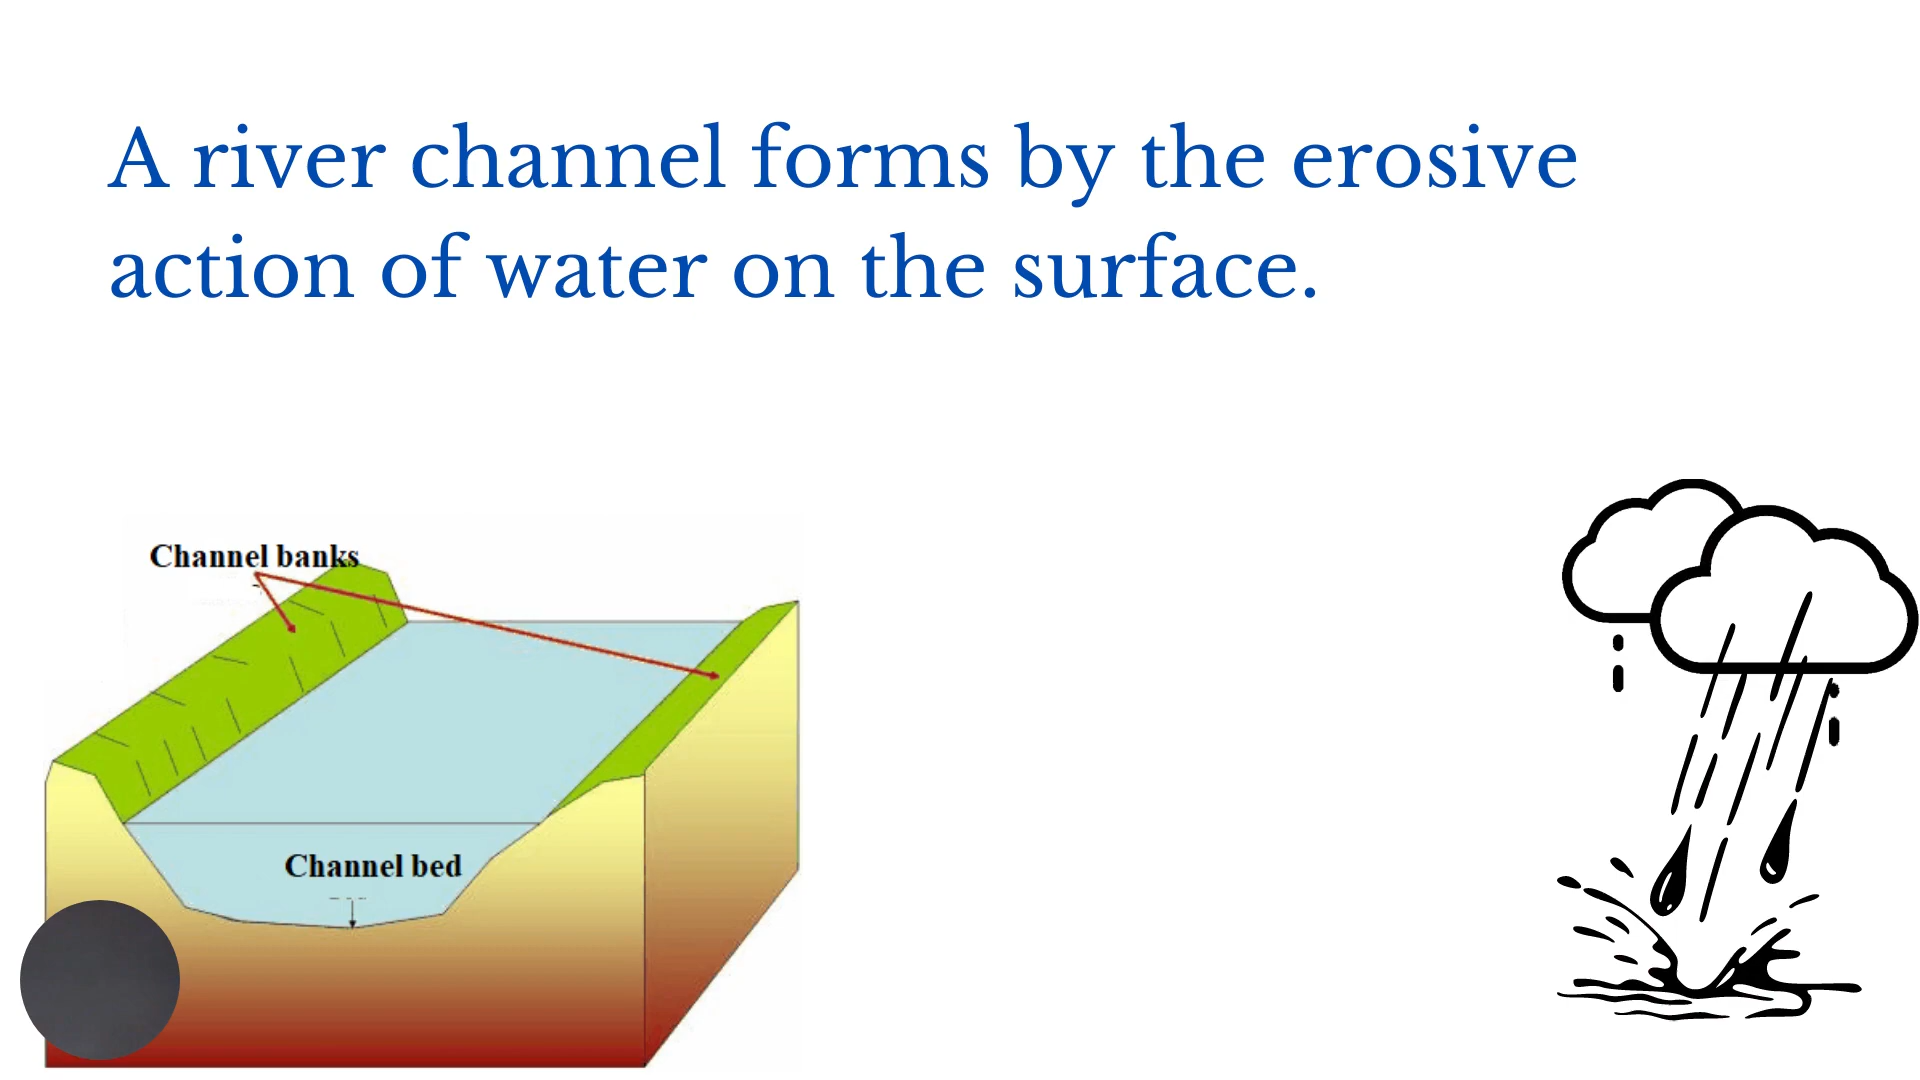 A river channel forms by the erosive
action of water on the surface.
Channel banks
Channel bed